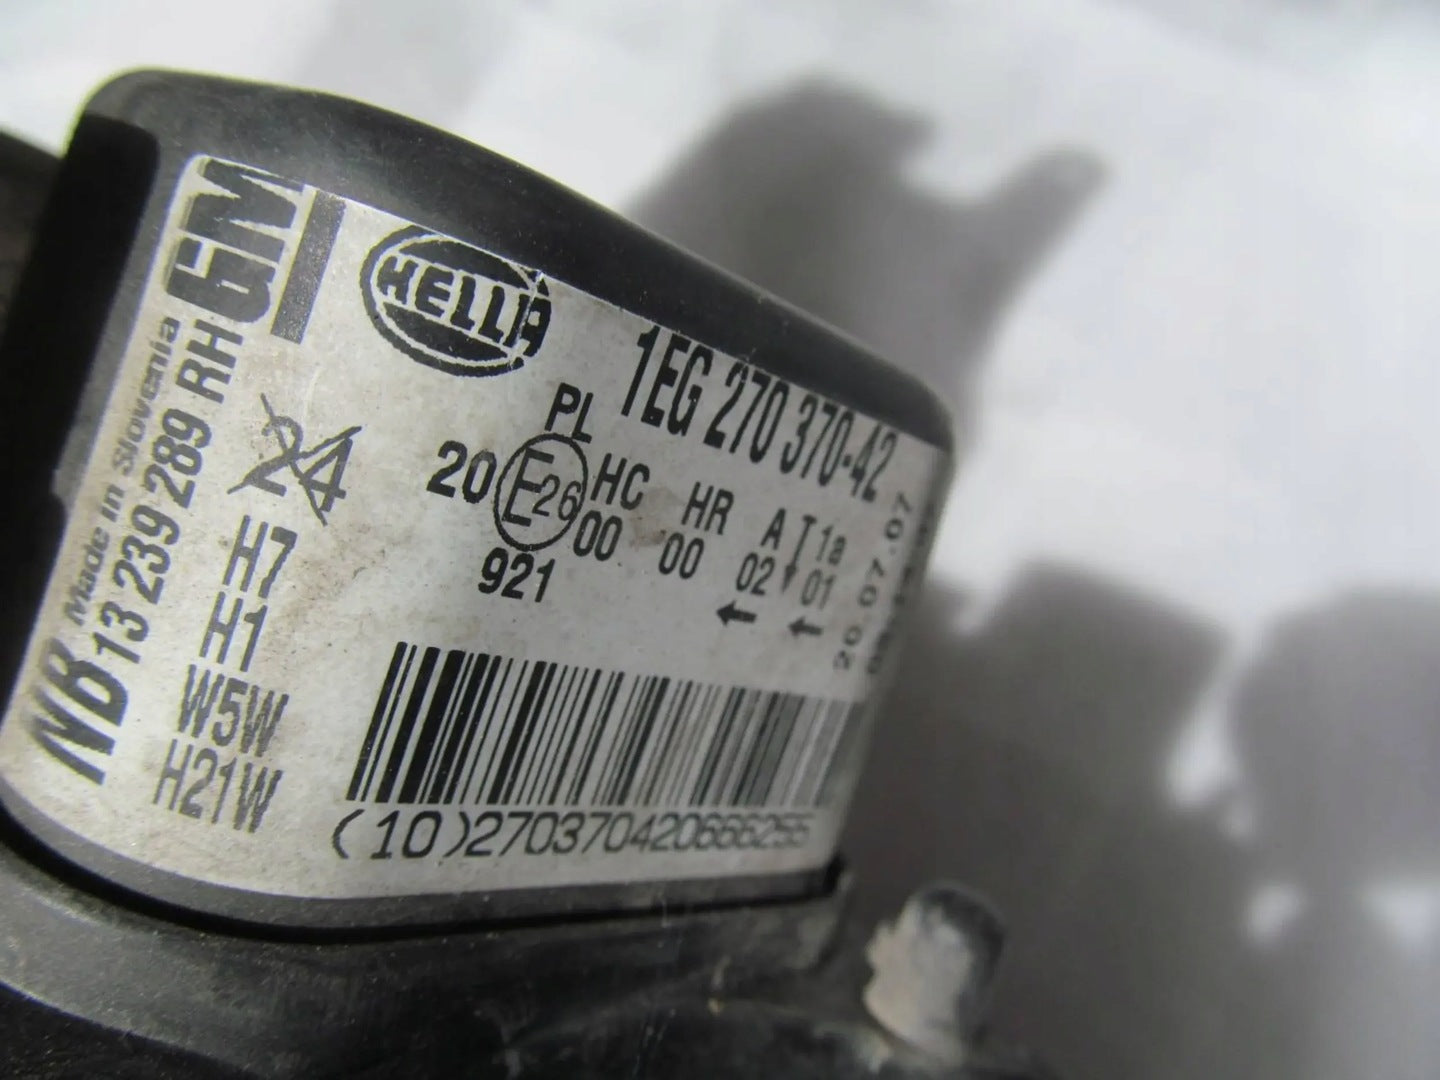 GM
Made in Slovenia
13 239 289 RH
NB
HELLA
1EG 270 370-42
24
H7
H1
W5W
H21W
PL
20 E26 HC HR A T 1a
00 00 02 01
921
20.07.07
(10)270370420666255